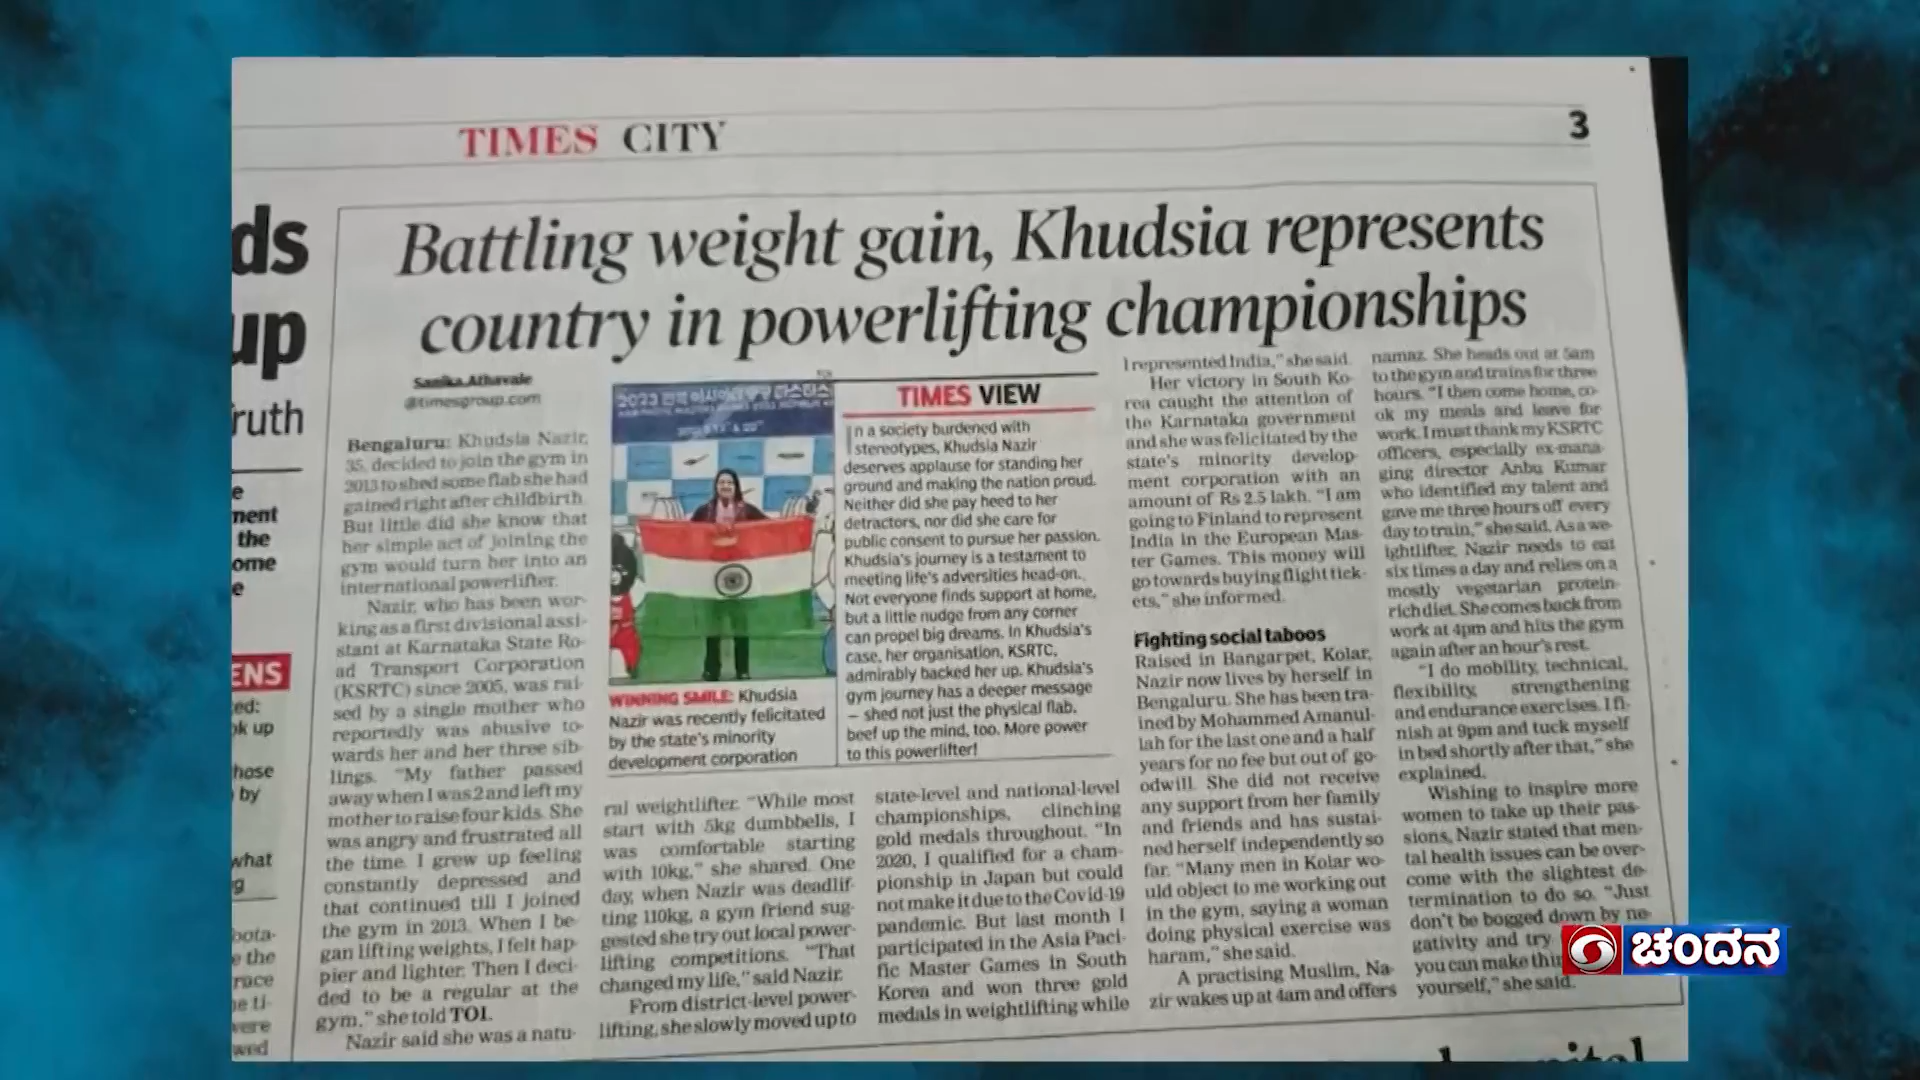 TIMES CITY
3
ds
up
ruth
e
ment
the
ome
e
ENS
ed:
ok up
hose
by
what
g
bota-
e the
race
he ti-
were
wed
Battling weight gain, Khudsia represents
country in powerlifting championships
Sanika.Athavale
@timesgroup.com
Bengaluru: Khudsia Nazir,
35, decided to join the gym in
2013 to shed some flab she had
gained right after childbirth.
But little did she know that
her simple act of joining the
gym would turn her into an
international powerlifter.
Nazir, who has been wor-
king as a first divisional assi-
stant at Karnataka State Ro-
ad Transport Corporation
(KSRTC) since 2005, was rai-
sed by a single mother who
reportedly was abusive to-
wards her and her three sib-
lings. “My father passed
away when I was 2 and left my
mother to raise four kids. She
was angry and frustrated all
the time. I grew up feeling
constantly depressed and
that continued till I joined
the gym in 2013. When I be-
gan lifting weights, I felt hap-
pier and lighter. Then I deci-
ded to be a regular at the
gym,” she told TOI.
Nazir said she was a natu-
2023
WINNING SMILE: Khudsia
Nazir was recently felicitated
by the state's minority
development corporation
TIMES VIEW
In a society burdened with
stereotypes, Khudsia Nazir
deserves applause for standing her
ground and making the nation proud.
Neither did she pay heed to her
detractors, nor did she care for
public consent to pursue her passion.
Khudsia's journey is a testament to
meeting life's adversities head-on.
Not everyone finds support at home,
but a little nudge from any corner
can propel big dreams. In Khudsia's
case, her organisation, KSRTC,
admirably backed her up. Khudsia's
gym journey has a deeper message
— shed not just the physical flab,
beef up the mind, too. More power
to this powerlifter!
ral weightlifter. “While most
start with 5kg dumbbells, I
was comfortable starting
with 10kg,” she shared. One
day, when Nazir was deadlif-
ting 110kg, a gym friend sug-
gested she try out local power-
lifting competitions. “That
changed my life,” said Nazir.
From district-level power-
lifting, she slowly moved up to
state-level and national-level
championships, clinching
gold medals throughout. “In
2020, I qualified for a cham-
pionship in Japan but could
not make it due to the Covid-19
pandemic. But last month I
participated in the Asia Paci-
fic Master Games in South
Korea and won three gold
medals in weightlifting while
I represented India,” she said.
Her victory in South Ko-
rea caught the attention of
the Karnataka government
and she was felicitated by the
state's minority develop-
ment corporation with an
amount of Rs 2.5 lakh. “I am
going to Finland to represent
India in the European Mas-
ter Games. This money will
go towards buying flight tick-
ets,” she informed.
Fighting social taboos
Raised in Bangarpet, Kolar,
Nazir now lives by herself in
Bengaluru. She has been tra-
ined by Mohammed Amanul-
lah for the last one and a half
years for no fee but out of go-
odwill. She did not receive
any support from her family
and friends and has sustai-
ned herself independently so
far. “Many men in Kolar wo-
uld object to me working out
in the gym, saying a woman
doing physical exercise was
haram,” she said.
A practising Muslim, Na-
zir wakes up at 4am and offers
namaz. She heads out at 5am
to the gym and trains for three
hours. “I then come home, co-
ok my meals and leave for
work. I must thank my KSRTC
officers, especially ex-mana-
ging director Anbu Kumar
who identified my talent and
gave me three hours off every
day to train,” she said. As a we-
ightlifter, Nazir needs to eat
six times a day and relies on a
mostly vegetarian protein-
rich diet. She comes back from
work at 4pm and hits the gym
again after an hour's rest.
“I do mobility, technical,
flexibility, strengthening
and endurance exercises. I fi-
nish at 9pm and tuck myself
in bed shortly after that,” she
explained.
Wishing to inspire more
women to take up their pas-
sions, Nazir stated that men-
tal health issues can be over-
come with the slightest de-
termination to do so. “Just
don't be bogged down by ne-
gativity and try
you can make thin
yourself,” she said.
ಚಂದನ